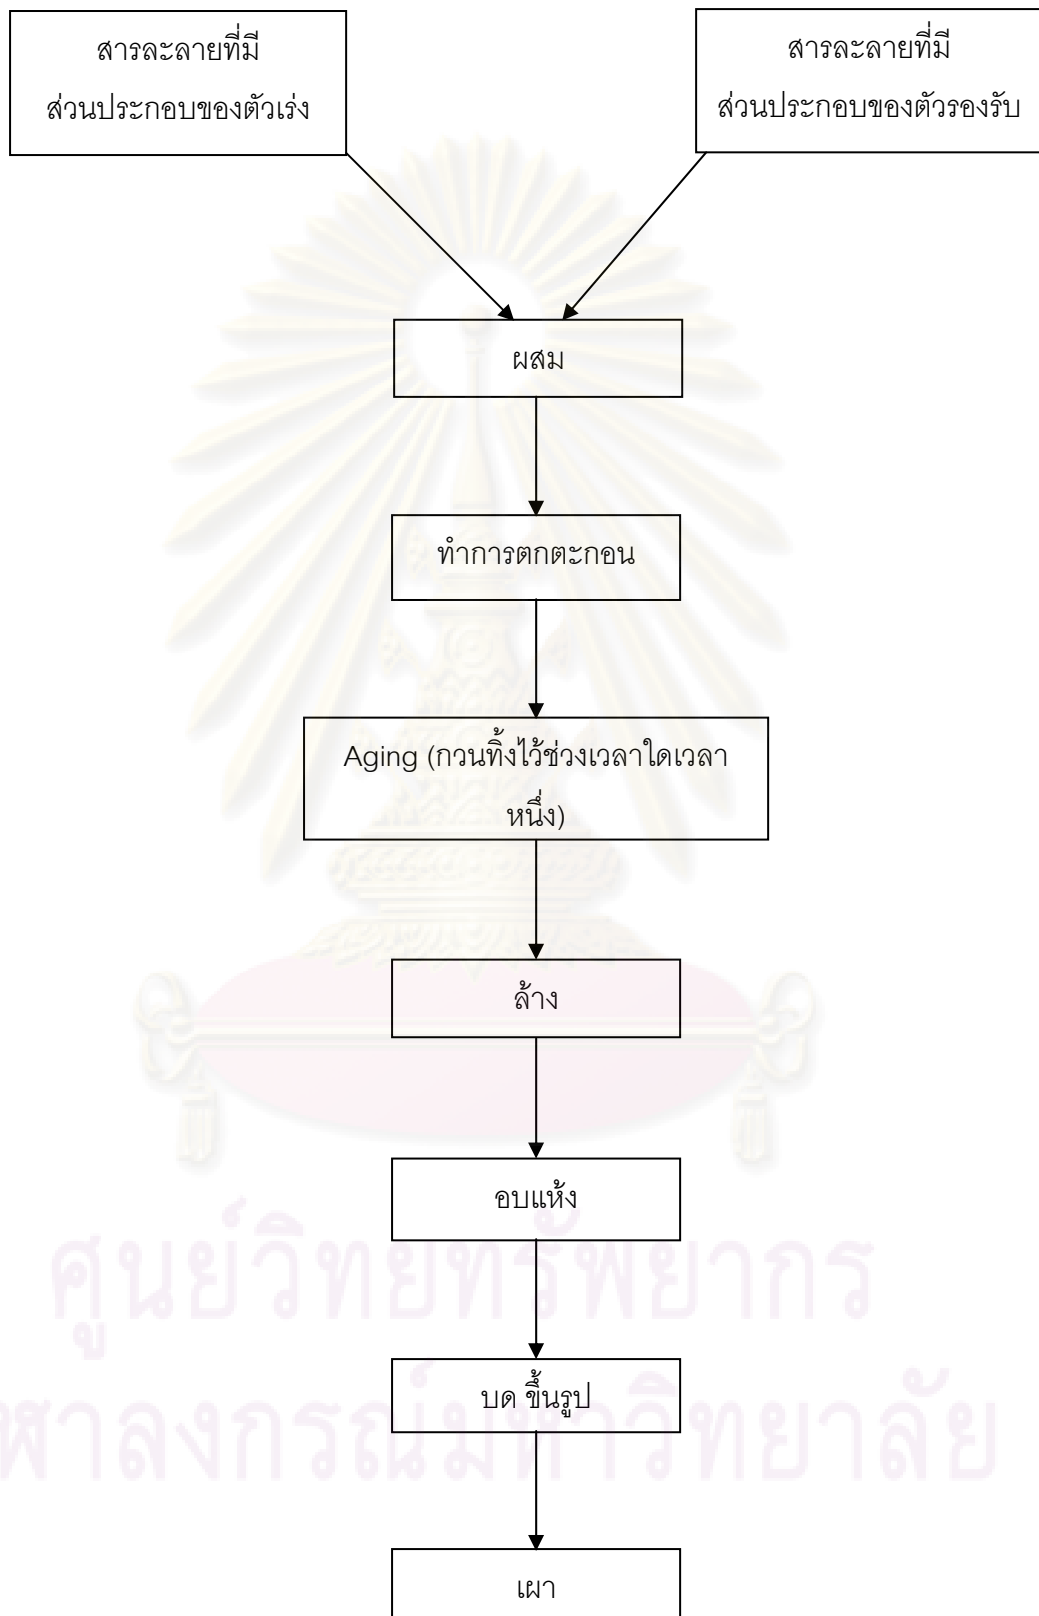 สารละลายที่มี
ส่วนประกอบของตัวเร่ง
สารละลายที่มี
ส่วนประกอบของตัวรองรับ
ผสม
ทำการตกตะกอน
Aging (กวนทิ้งไว้ช่วงเวลาใดเวลา
หนึ่ง)
ล้าง
อบแห้ง
บด ขึ้นรูป
เผา
ศูนย์วิทยทรัพยากร
ฬาลงกรณ์มหาวิทยาลัย